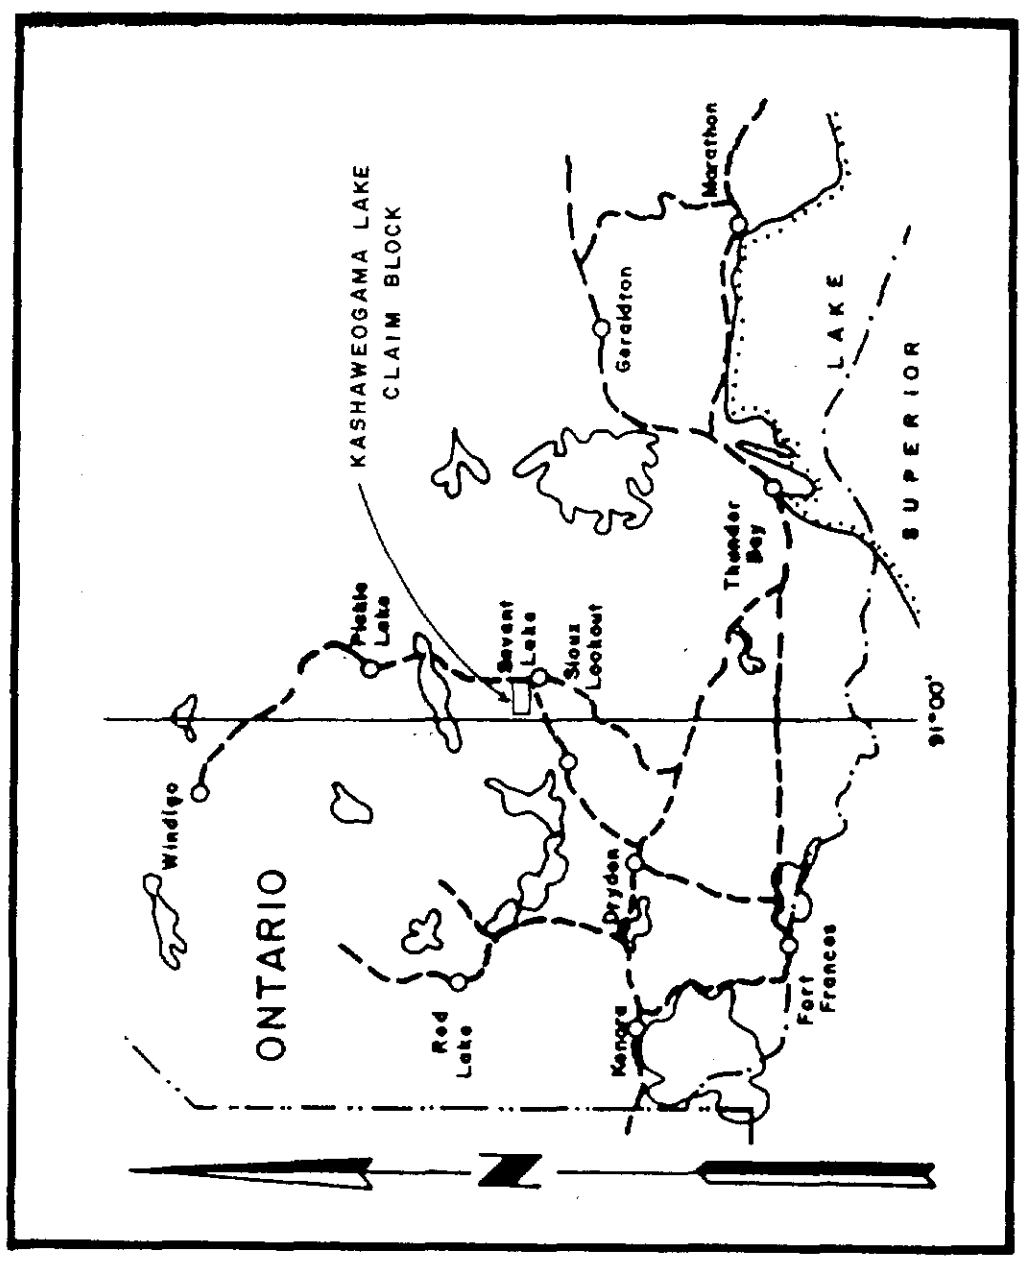 ONTARIO
Windigo
KASHAWEOGAMA LAKE
CLAIM BLOCK
Pickle
Lake
Red
Lake
Savant
Lake
Sioux
Lookout
Dryden
Kenora
Geraldton
Marathon
Thunder
Bay
Fort
Frances
LAKE
SUPERIOR
91°00'
N